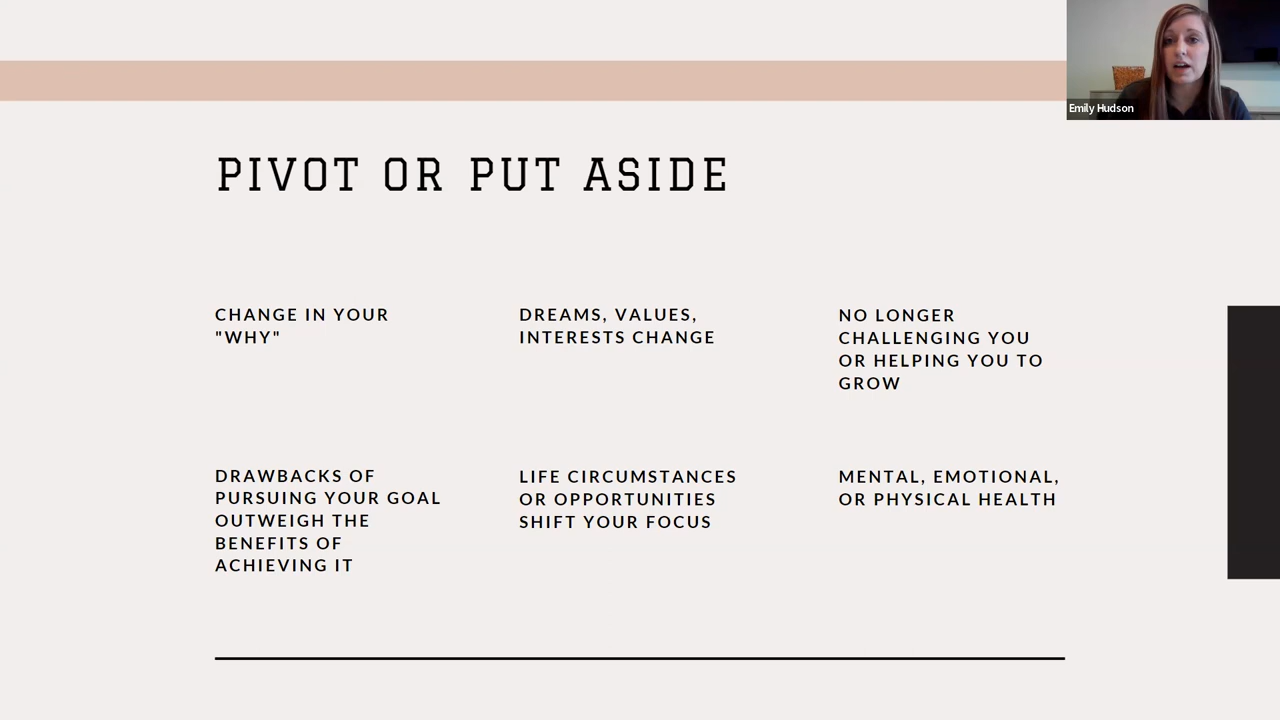 Emily Hudson
PIVOT OR PUT ASIDE
CHANGE IN YOUR
"WHY"
DREAMS, VALUES,
INTERESTS CHANGE
NO LONGER
CHALLENGING YOU
OR HELPING YOU TO
GROW
DRAWBACKS OF
PURSUING YOUR GOAL
OUTWEIGH THE
BENEFITS OF
ACHIEVING IT
LIFE CIRCUMSTANCES
OR OPPORTUNITIES
SHIFT YOUR FOCUS
MENTAL, EMOTIONAL,
OR PHYSICAL HEALTH